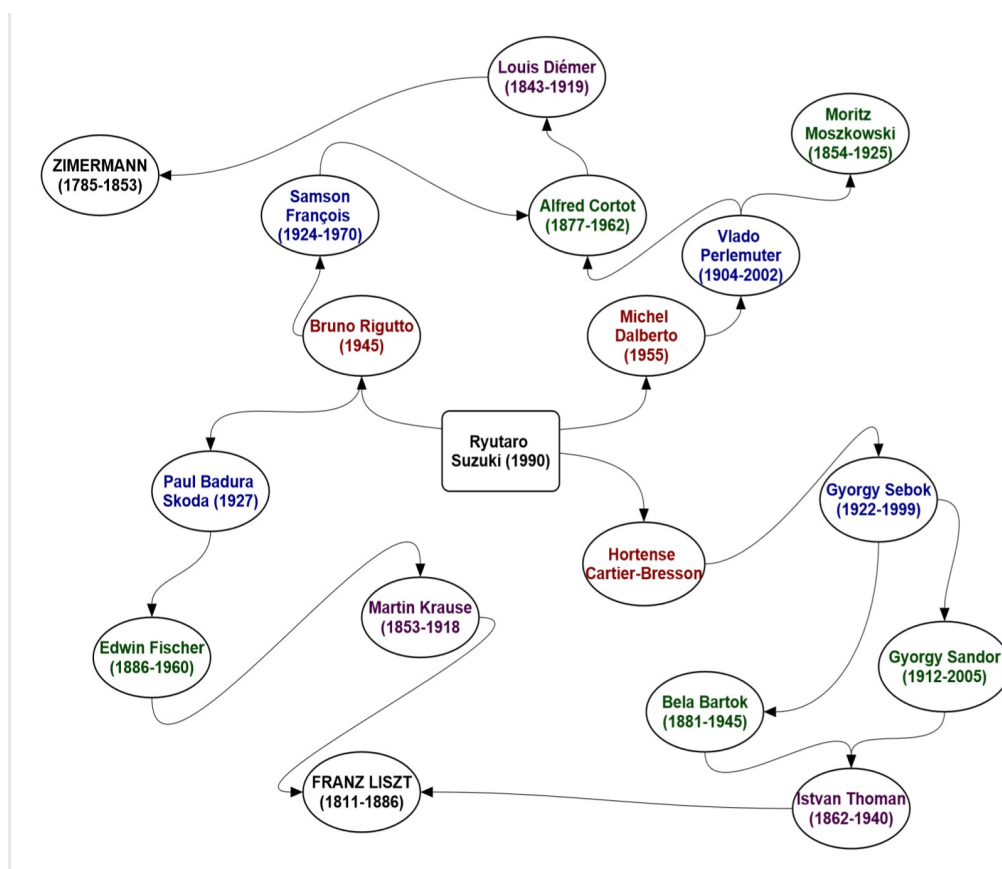 Louis Diémer
(1843-1919)
Moritz
Moszkowski
(1854-1925)
ZIMERMANN
(1785-1853)
Samson
François
(1924-1970)
Alfred Cortot
(1877-1962)
Vlado
Perlemuter
(1904-2002)
Bruno Rigutto
(1945)
Michel
Dalberto
(1955)
Ryutaro
Suzuki (1990)
Paul Badura
Skoda (1927)
Gyorgy Sebok
(1922-1999)
Hortense
Cartier-Bresson
Martin Krause
(1853-1918
Edwin Fischer
(1886-1960)
Gyorgy Sandor
(1912-2005)
Bela Bartok
(1881-1945)
FRANZ LISZT
(1811-1886)
Istvan Thoman
(1862-1940)